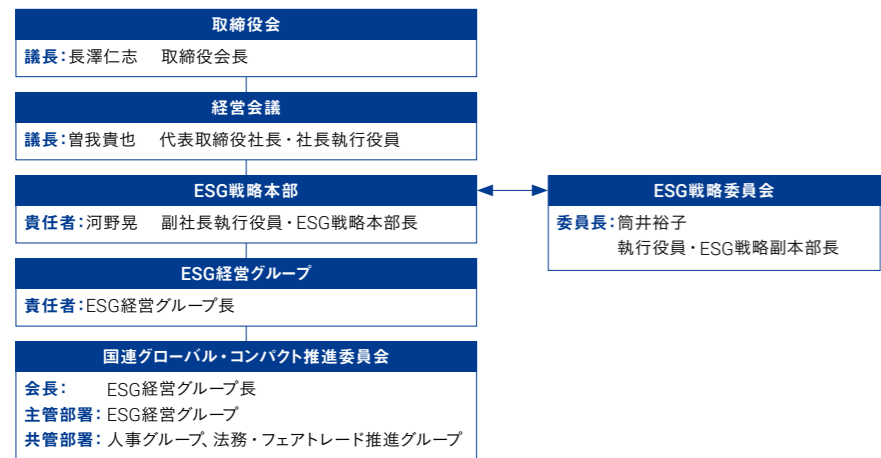 取締役会
議長:長澤仁志 取締役会長
経営会議
議長:曽我貴也 代表取締役社長・社長執行役員
ESG戦略本部
責任者:河野晃 副社長執行役員・ESG戦略本部長
ESG戦略委員会
委員長:筒井裕子
執行役員・ESG戦略副本部長
ESG経営グループ
責任者:ESG経営グループ長
国連グローバル・コンパクト推進委員会
会長: ESG経営グループ長
主管部署:ESG経営グループ
共管部署:人事グループ、法務・フェアトレード推進グループ